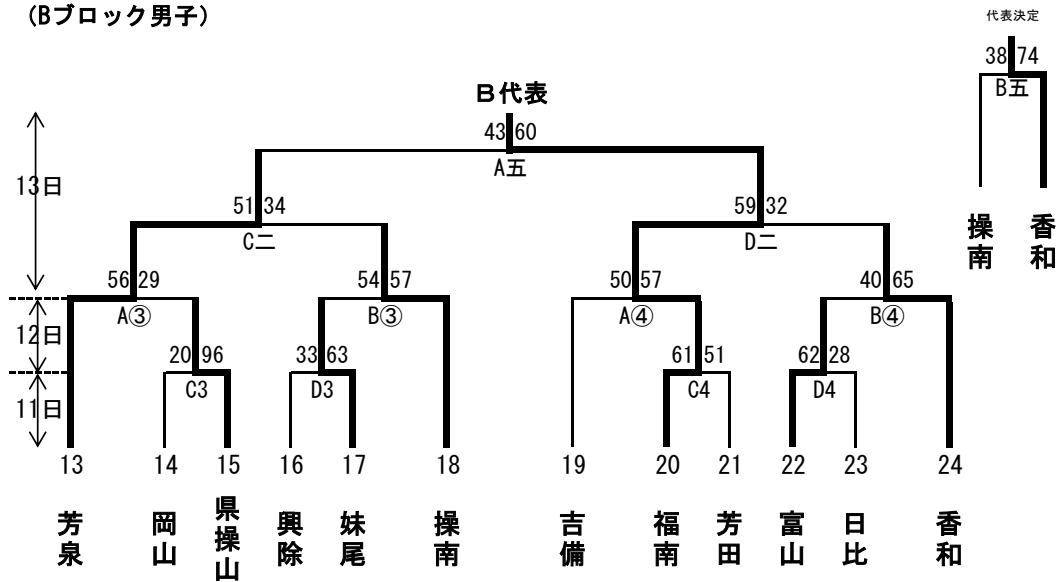 (Bブロック男子)
代表決定
38 74
B五
操南
香和
B代表
43 60
A五
13日
51 34
C二
59 32
D二
56 29
A③
54 57
B③
50 57
A④
40 65
B④
12日
20 96
C3
33 63
D3
61 51
C4
62 28
D4
11日
13 14 15 16 17 18 19 20 21 22 23 24
芳泉
岡山
県操山
興除
妹尾
操南
吉備
福南
芳田
富山
日比
香和